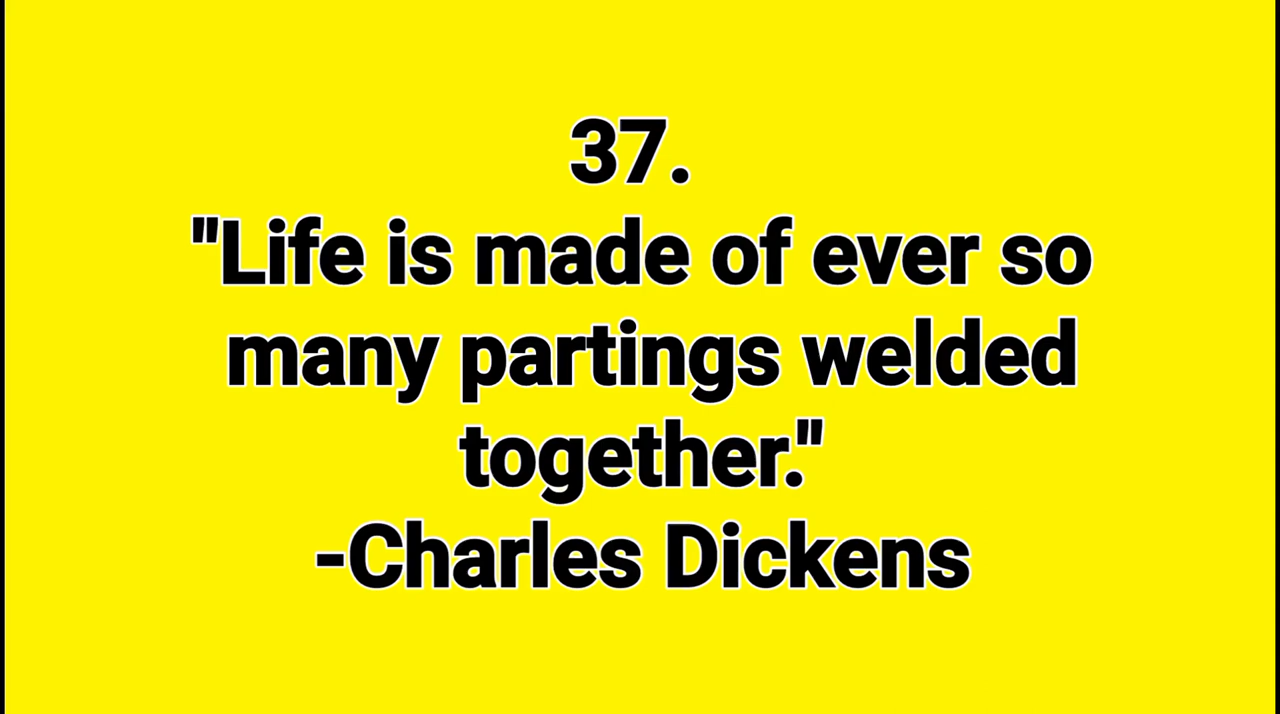 37.
"Life is made of ever so
many partings welded
together."
-Charles Dickens